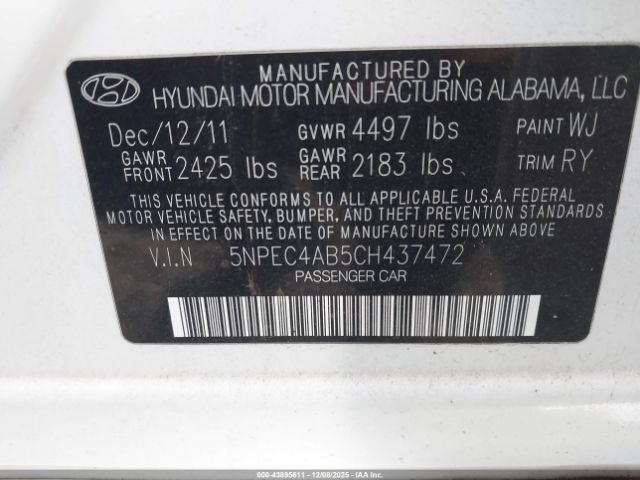 MANUFACTURED BY
HYUNDAI MOTOR MANUFACTURING ALABAMA, LLC
Dec/12/11 GVWR 4497 lbs PAINT WJ
GAWR FRONT 2425 lbs GAWR REAR 2183 lbs TRIM RY
THIS VEHICLE CONFORMS TO ALL APPLICABLE U.S.A. FEDERAL
MOTOR VEHICLE SAFETY, BUMPER, AND THEFT PREVENTION STANDARDS
IN EFFECT ON THE DATE OF MANUFACTURE SHOWN ABOVE.
V.I.N 5NPEC4AB5CH437472
PASSENGER CAR
000-43895611 - 12/08/2025 - IAAI.CA